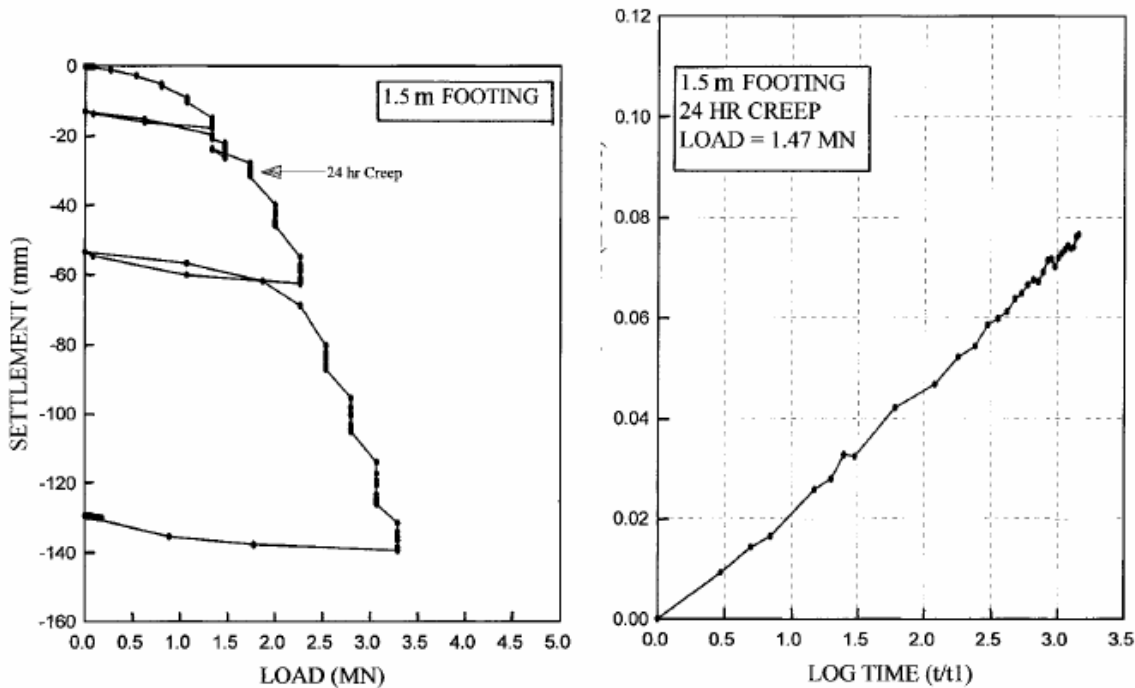 0
-20
-40
-60
-80
-100
-120
-140
-160
SETTLEMENT (mm)
1.5 m FOOTING
24 hr Creep
0.0 0.5 1.0 1.5 2.0 2.5 3.0 3.5 4.0 4.5 5.0
LOAD (MN)
0.12
0.10
0.08
0.06
0.04
0.02
0.00
1.5 m FOOTING
24 HR CREEP
LOAD = 1.47 MN
0.0 0.5 1.0 1.5 2.0 2.5 3.0 3.5
LOG TIME (t/t1)